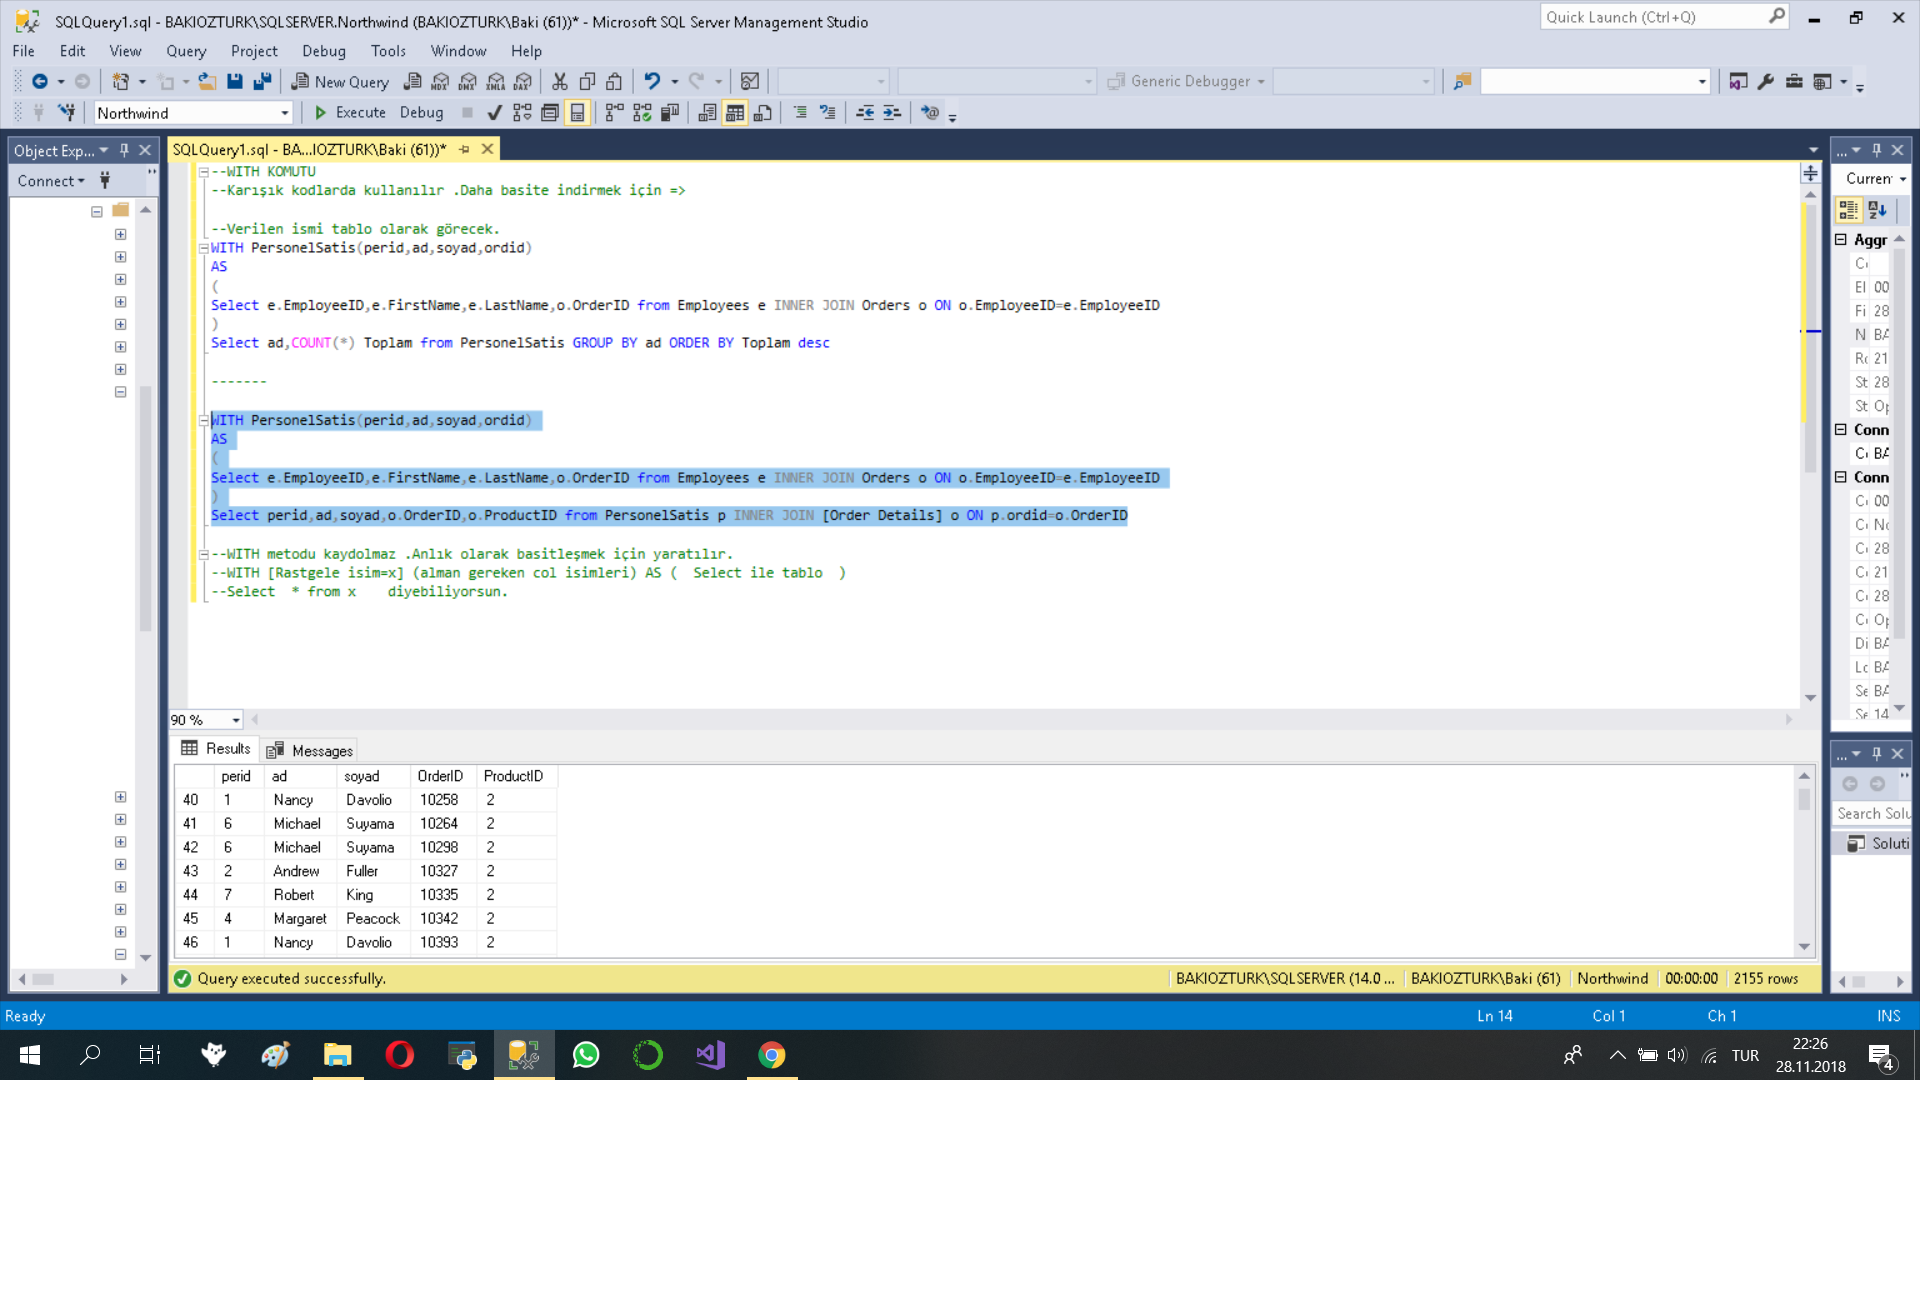 SQLQuery1.sql - BAKIOZTURK\SQLSERVER.Northwind (BAKIOZTURK\Baki (61))* - Microsoft SQL Server Management Studio
Quick Launch (Ctrl+Q)
File Edit View Query Project Debug Tools Window Help
New Query
MDX DMX XMLA DAX
Generic Debugger
Northwind
Execute Debug
Object Exp...
SQLQuery1.sql - BA...IOZTURK\Baki (61))*
Connect
--WITH KOMUTU
--Karışık kodlarda kullanılır .Daha basite indirmek için =>
--Verilen ismi tablo olarak görecek.
WITH PersonelSatis(perid,ad,soyad,ordid)
AS
(
Select e.EmployeeID,e.FirstName,e.LastName,o.OrderID from Employees e INNER JOIN Orders o ON o.EmployeeID=e.EmployeeID
)
Select ad,COUNT(*) Toplam from PersonelSatis GROUP BY ad ORDER BY Toplam desc
-------
WITH PersonelSatis(perid,ad,soyad,ordid)
AS
(
Select e.EmployeeID,e.FirstName,e.LastName,o.OrderID from Employees e INNER JOIN Orders o ON o.EmployeeID=e.EmployeeID
)
Select perid,ad,soyad,o.OrderID,o.ProductID from PersonelSatis p INNER JOIN [Order Details] o ON p.ordid=o.OrderID
--WITH metodu kaydolmaz .Anlık olarak basitleşmek için yaratılır.
--WITH [Rastgele isim=x] (alman gereken col isimleri) AS (  Select ile tablo  )
--Select  * from x    diyebiliyorsun.
90 %
Results Messages
perid ad soyad OrderID ProductID
40 1 Nancy Davolio 10258 2
41 6 Michael Suyama 10264 2
42 6 Michael Suyama 10298 2
43 2 Andrew Fuller 10327 2
44 7 Robert King 10335 2
45 4 Margaret Peacock 10342 2
46 1 Nancy Davolio 10393 2
Query executed successfully.
BAKIOZTURK\SQLSERVER (14.0 ... BAKIOZTURK\Baki (61) Northwind 00:00:00 2155 rows
...
Curren
Aggr
El 00
Fi 28
N BA
21
St 28
St
Conn
BA
Conn
00
28
21
28
Di BA
BA
Se BA
14
...
Search Solu
Soluti
Ready
Ln 14 Col 1 Ch 1 INS
TUR
22:26
28.11.2018
4